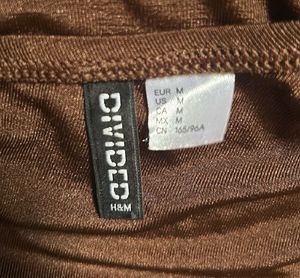 DIVIDED
H&M
EUR M
US M
CA M
MX M
CN 165/96A